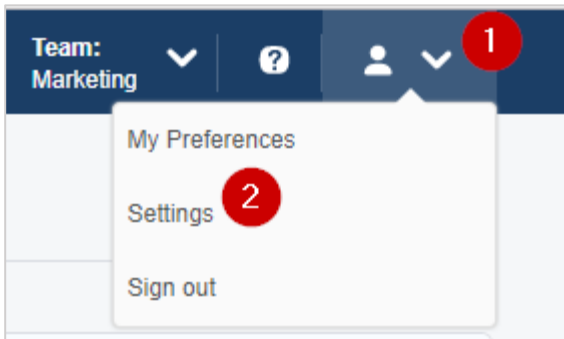 Team:
Marketing
?
1
My Preferences
Settings
2
Sign out